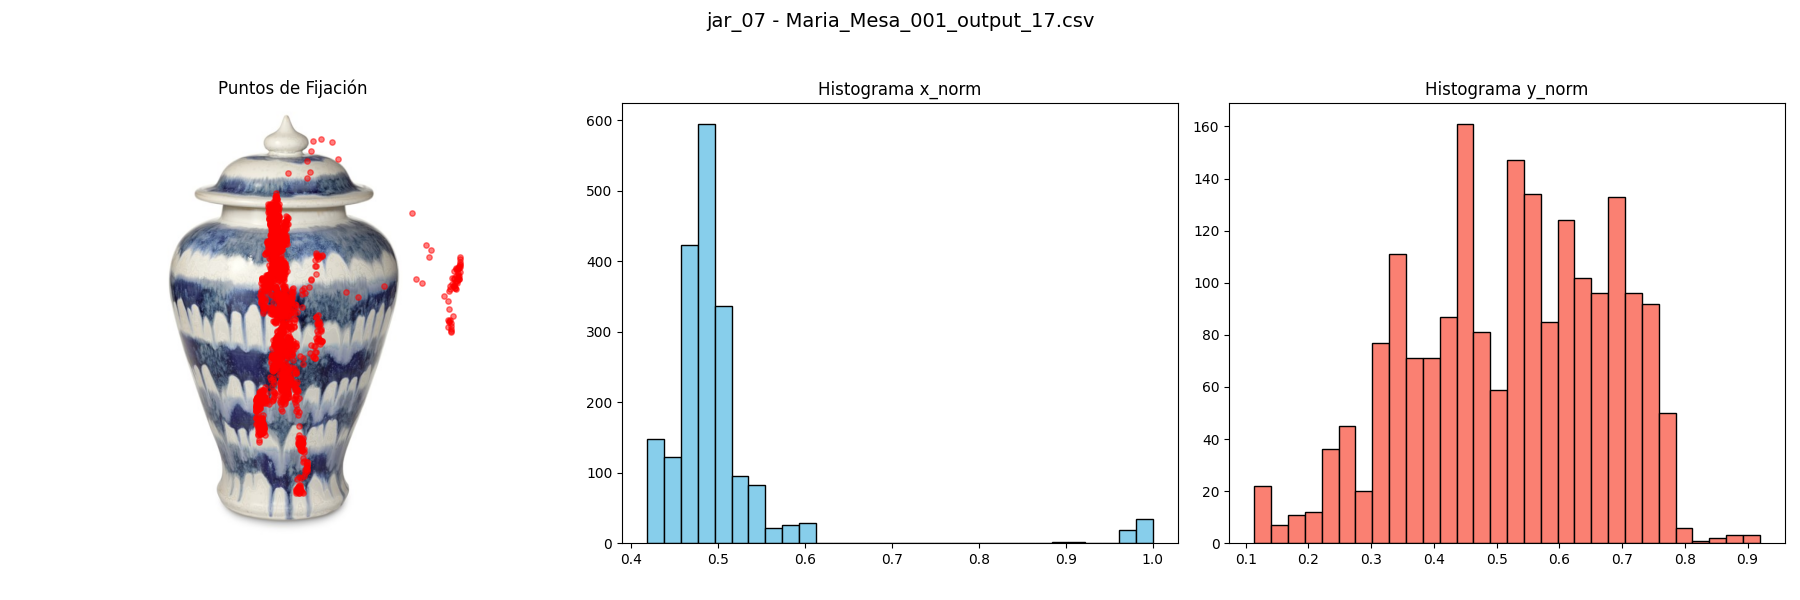 jar_07 - Maria_Mesa_001_output_17.csv
Puntos de Fijación
Histograma x_norm
600
500
400
300
200
100
0
0.4 0.5 0.6 0.7 0.8 0.9 1.0
Histograma y_norm
160
140
120
100
80
60
40
20
0
0.1 0.2 0.3 0.4 0.5 0.6 0.7 0.8 0.9